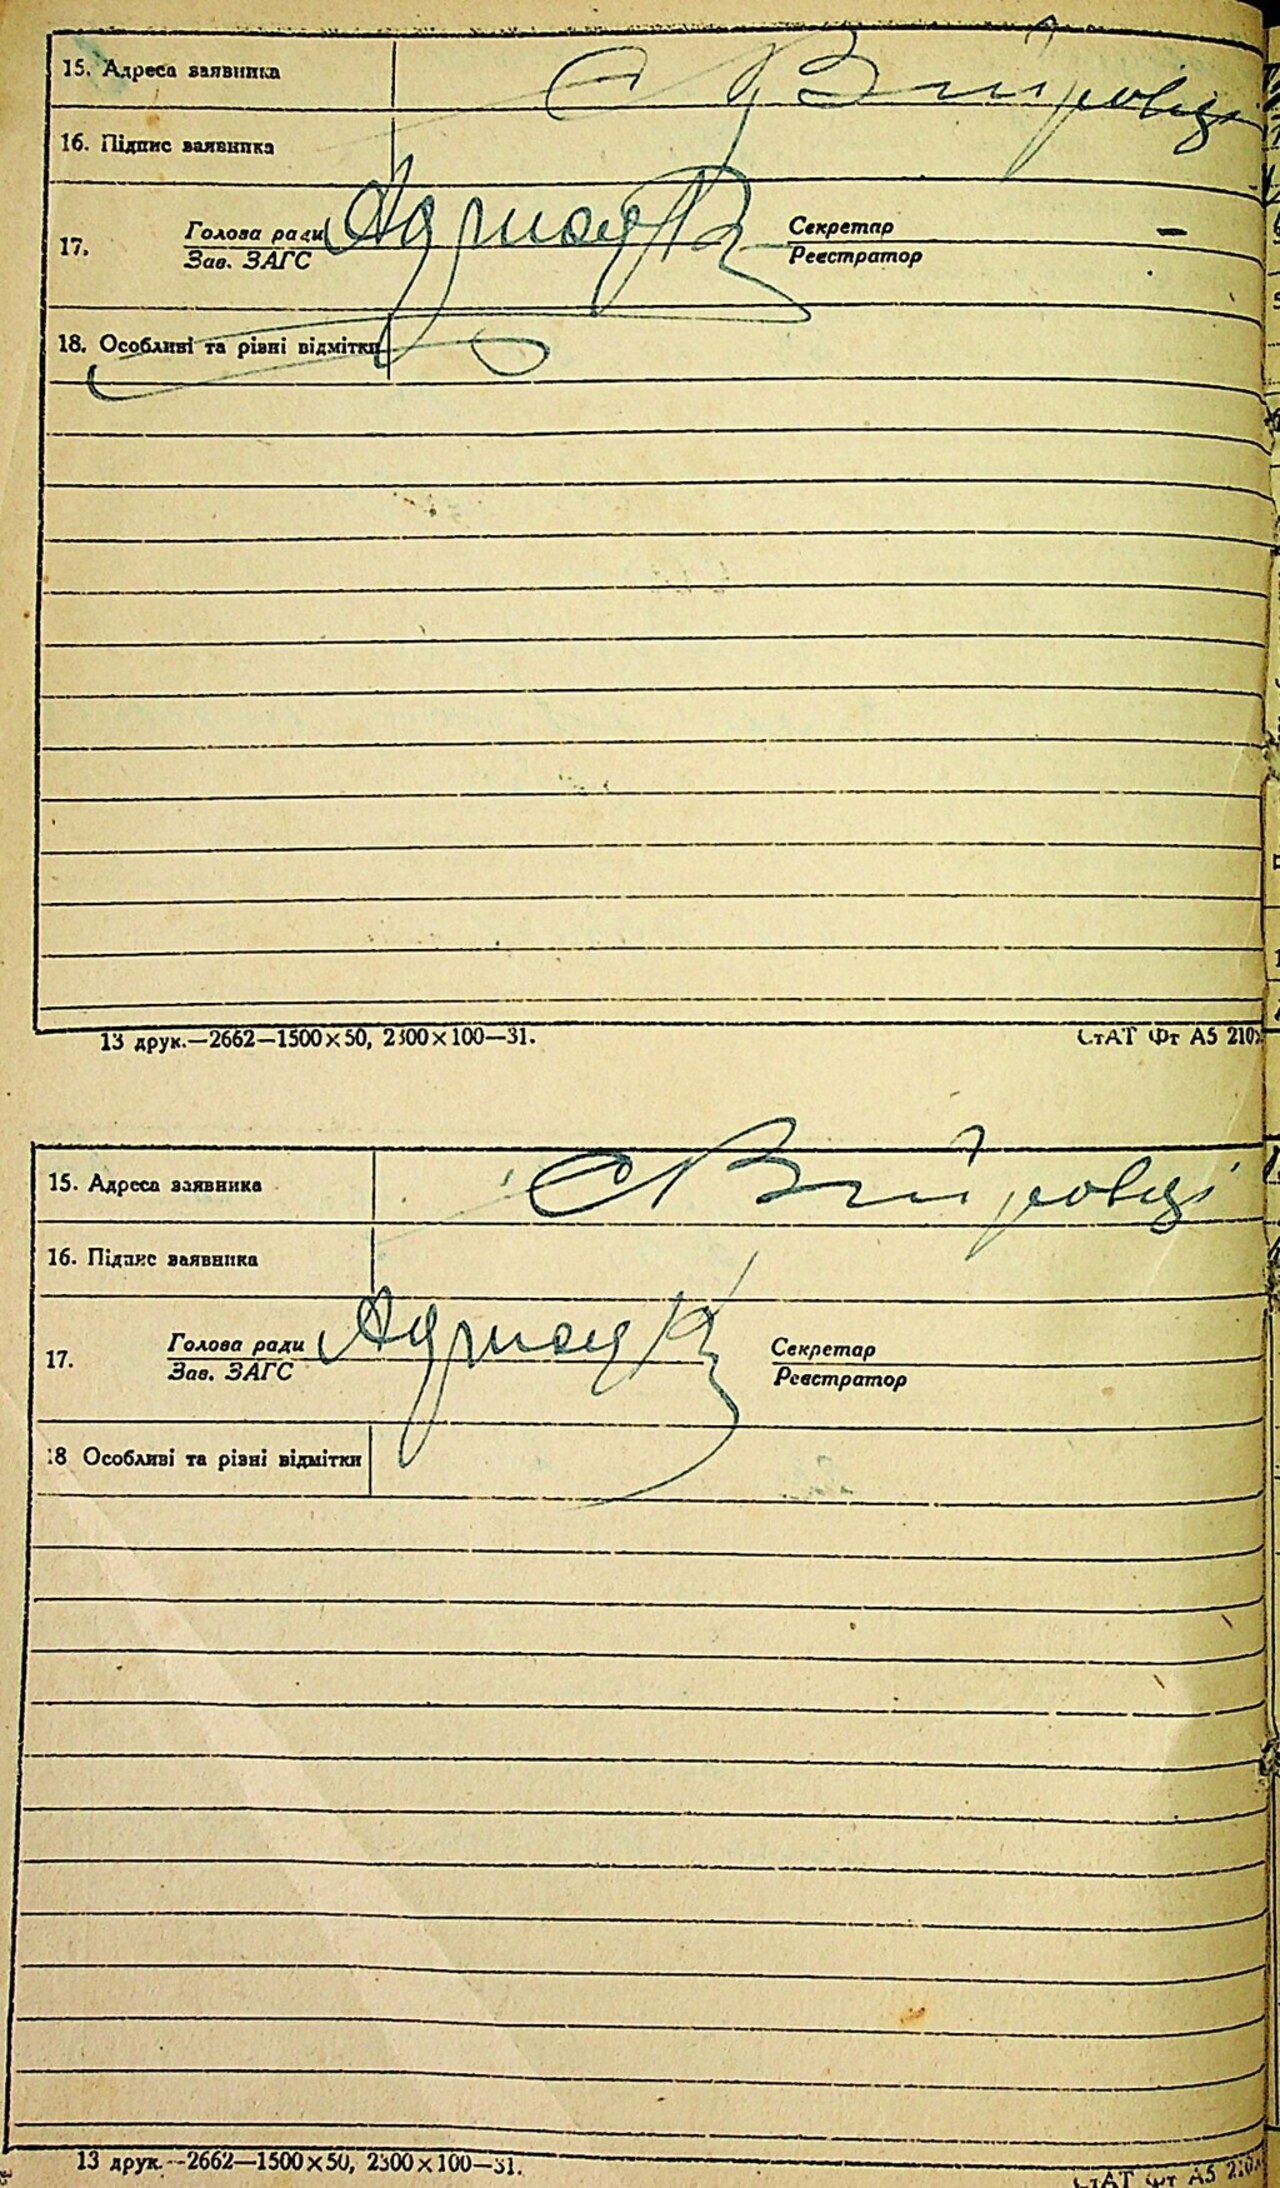 15. Адреса заявника
16. Підпис заявника
17. Голова ради Секретар
Зав. ЗАГС Реєстратор
18. Особливі та різні відмітки
13 друк.—2662—1500×50, 2300×100—31. СтАТ Фт А5 210×
15. Адреса заявника
16. Підпис заявника
17. Голова ради Секретар
Зав. ЗАГС Реєстратор
18 Особливі та різні відмітки
13 друк.—2662—1500×50, 2300×100—31. СтАТ Фт А5 210×